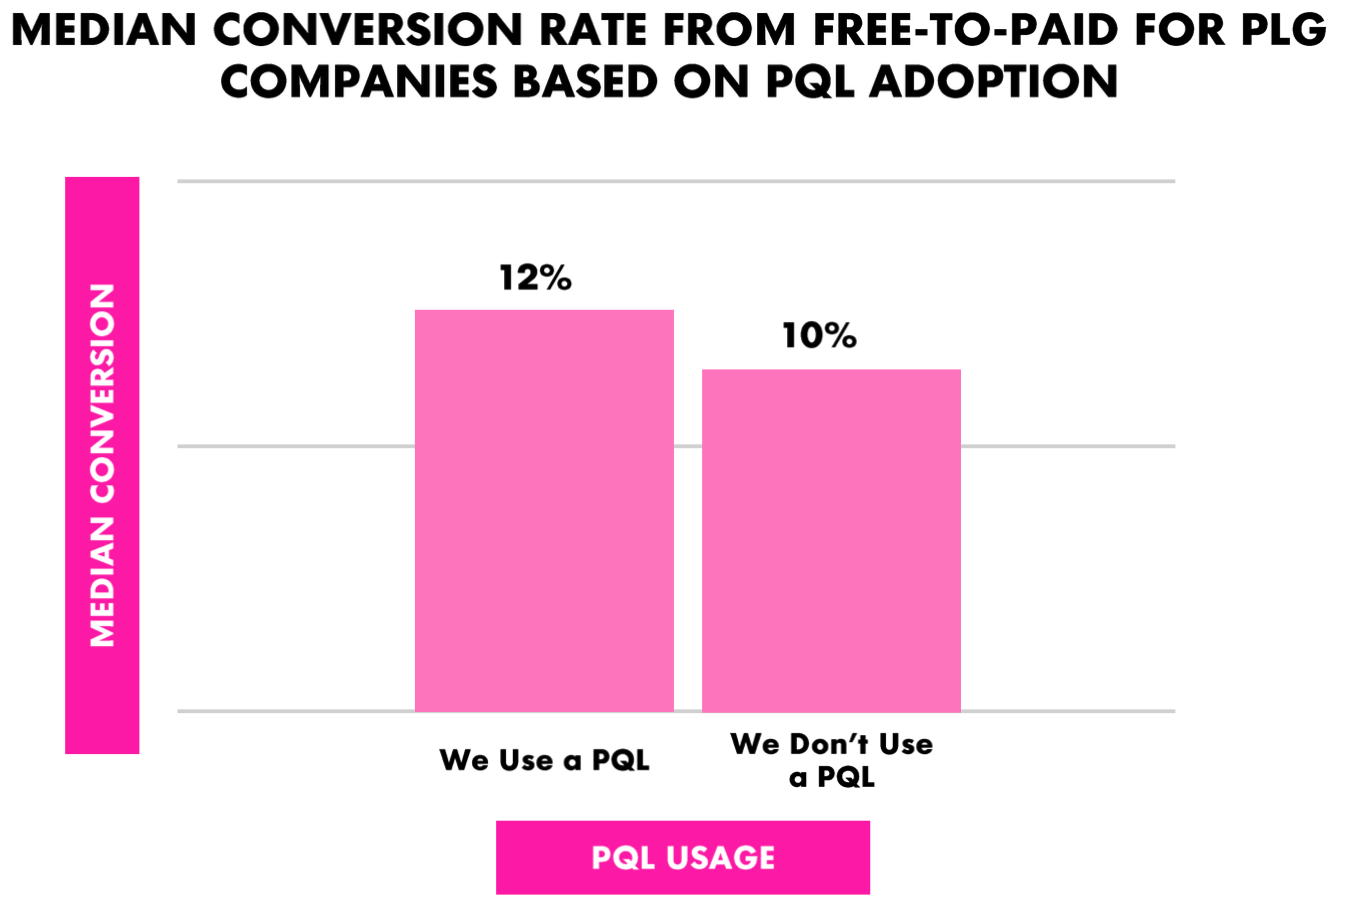 MEDIAN CONVERSION RATE FROM FREE-TO-PAID FOR PLG
COMPANIES BASED ON PQL ADOPTION
MEDIAN CONVERSION
12%
10%
We Use a PQL
We Don't Use
a PQL
PQL USAGE